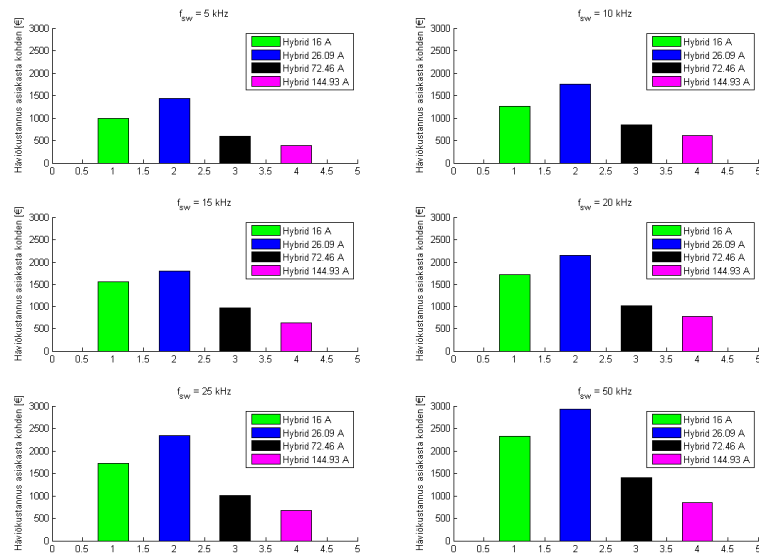 f_sw = 5 kHz
Häviökustannus asiakasta kohden [€]
3000
2500
2000
1500
1000
500
0
0 0.5 1 1.5 2 2.5 3 3.5 4 4.5 5
Hybrid 16 A
Hybrid 26.09 A
Hybrid 72.46 A
Hybrid 144.93 A
f_sw = 10 kHz
Häviökustannus asiakasta kohden [€]
3000
2500
2000
1500
1000
500
0
0 0.5 1 1.5 2 2.5 3 3.5 4 4.5 5
Hybrid 16 A
Hybrid 26.09 A
Hybrid 72.46 A
Hybrid 144.93 A
f_sw = 15 kHz
Häviökustannus asiakasta kohden [€]
3000
2500
2000
1500
1000
500
0
0 0.5 1 1.5 2 2.5 3 3.5 4 4.5 5
Hybrid 16 A
Hybrid 26.09 A
Hybrid 72.46 A
Hybrid 144.93 A
f_sw = 20 kHz
Häviökustannus asiakasta kohden [€]
3000
2500
2000
1500
1000
500
0
0 0.5 1 1.5 2 2.5 3 3.5 4 4.5 5
Hybrid 16 A
Hybrid 26.09 A
Hybrid 72.46 A
Hybrid 144.93 A
f_sw = 25 kHz
Häviökustannus asiakasta kohden [€]
3000
2500
2000
1500
1000
500
0
0 0.5 1 1.5 2 2.5 3 3.5 4 4.5 5
Hybrid 16 A
Hybrid 26.09 A
Hybrid 72.46 A
Hybrid 144.93 A
f_sw = 50 kHz
Häviökustannus asiakasta kohden [€]
3000
2500
2000
1500
1000
500
0
0 0.5 1 1.5 2 2.5 3 3.5 4 4.5 5
Hybrid 16 A
Hybrid 26.09 A
Hybrid 72.46 A
Hybrid 144.93 A